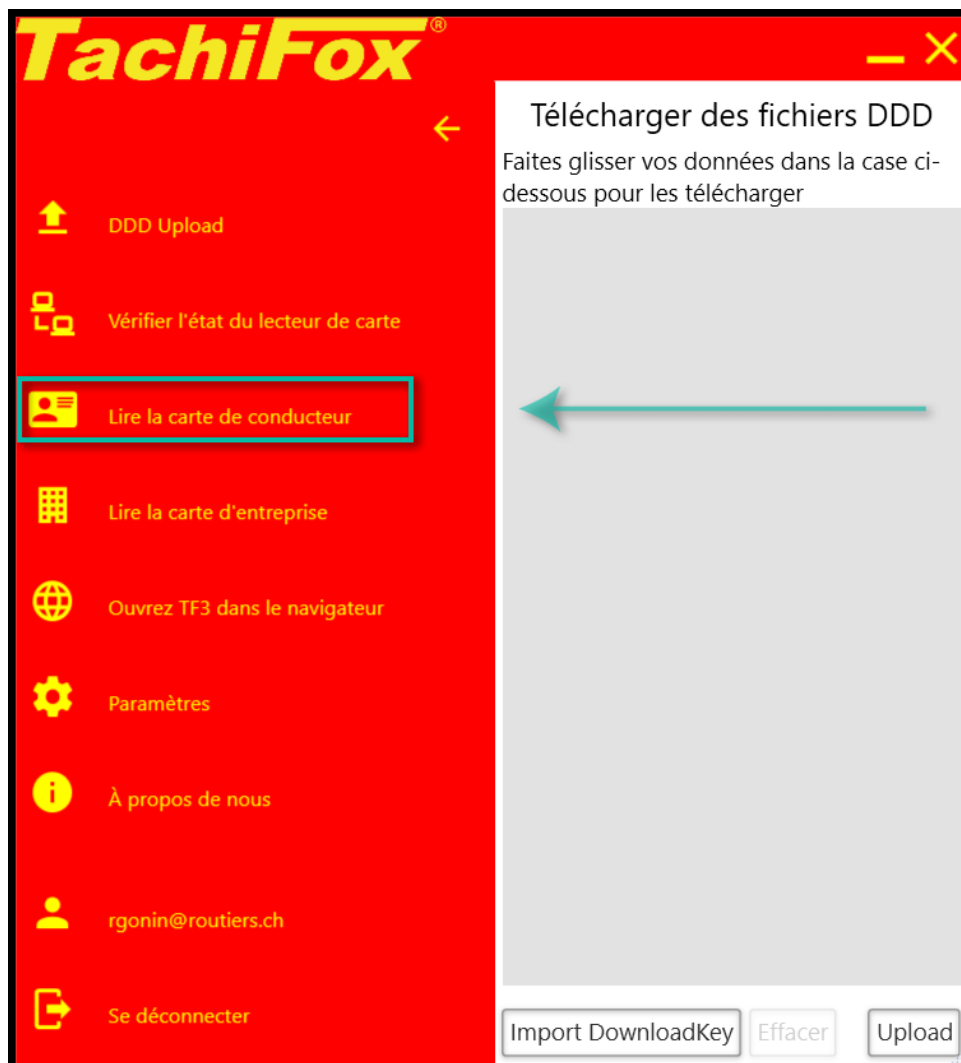 TachiFox®
DDD Upload
Vérifier l'état du lecteur de carte
Lire la carte de conducteur
Lire la carte d'entreprise
Ouvrez TF3 dans le navigateur
Paramètres
À propos de nous
rgonin@routiers.ch
Se déconnecter
Télécharger des fichiers DDD
Faites glisser vos données dans la case ci-
dessous pour les télécharger
Import DownloadKey
Effacer
Upload